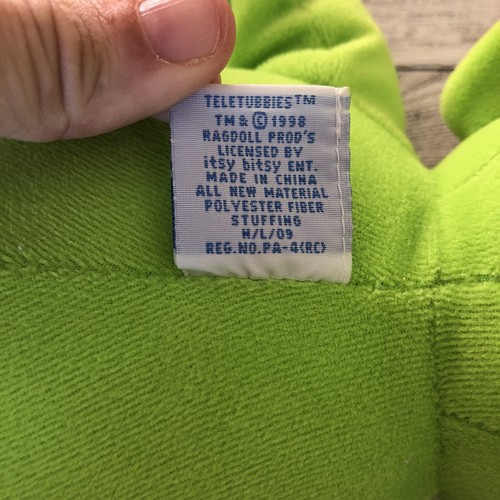 TELETUBBIES™
TM & © 1998
RAGDOLL PROD'S
LICENSED BY
itsy bitsy ENT.
MADE IN CHINA
ALL NEW MATERIAL
POLYESTER FIBER
STUFFING
N/L/09
REG.NO.PA-4(RC)